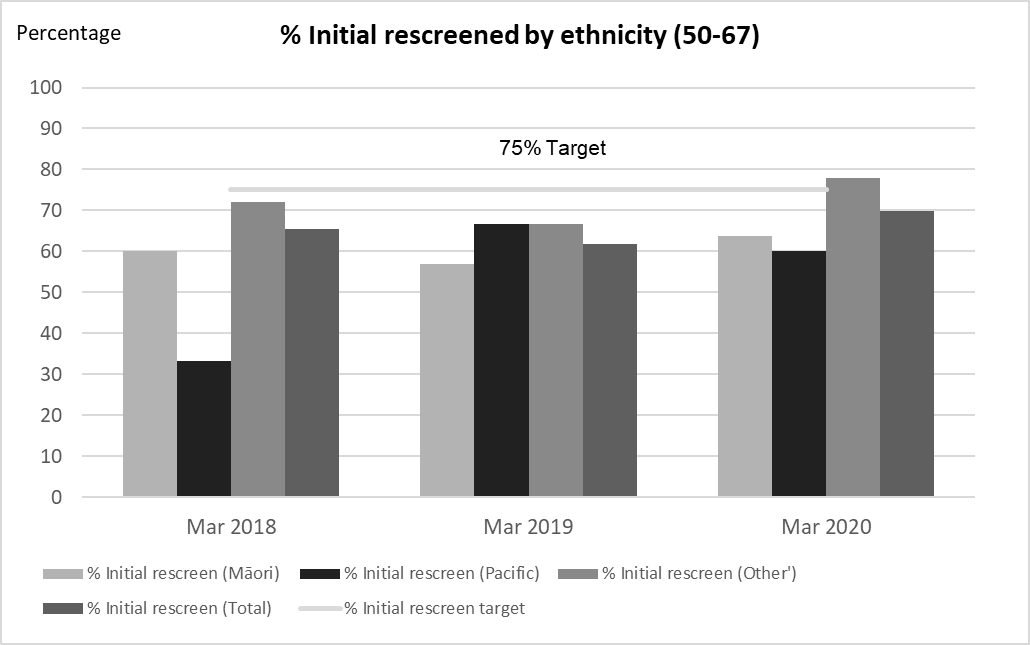 Percentage
% Initial rescreened by ethnicity (50-67)
100
90
80
70
60
50
40
30
20
10
0
75% Target
Mar 2018
Mar 2019
Mar 2020
% Initial rescreen (Māori)
% Initial rescreen (Pacific)
% Initial rescreen (Other')
% Initial rescreen (Total)
% Initial rescreen target